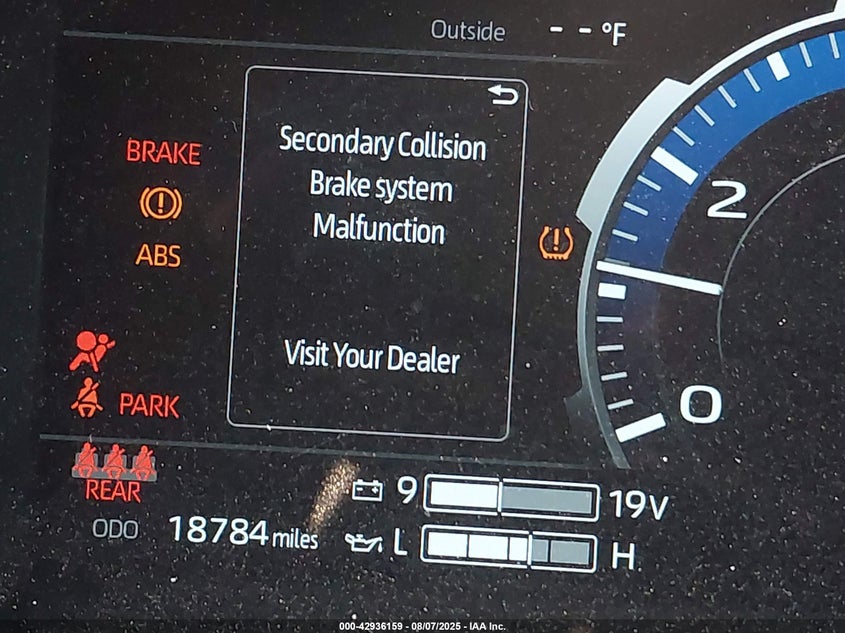 Outside -- °F
BRAKE
ABS
Secondary Collision
Brake system
Malfunction
Visit Your Dealer
2
0
PARK
REAR
9 19V
ODO 18784 miles L H
000-42936159 - 08/07/2025 - IAA Inc.